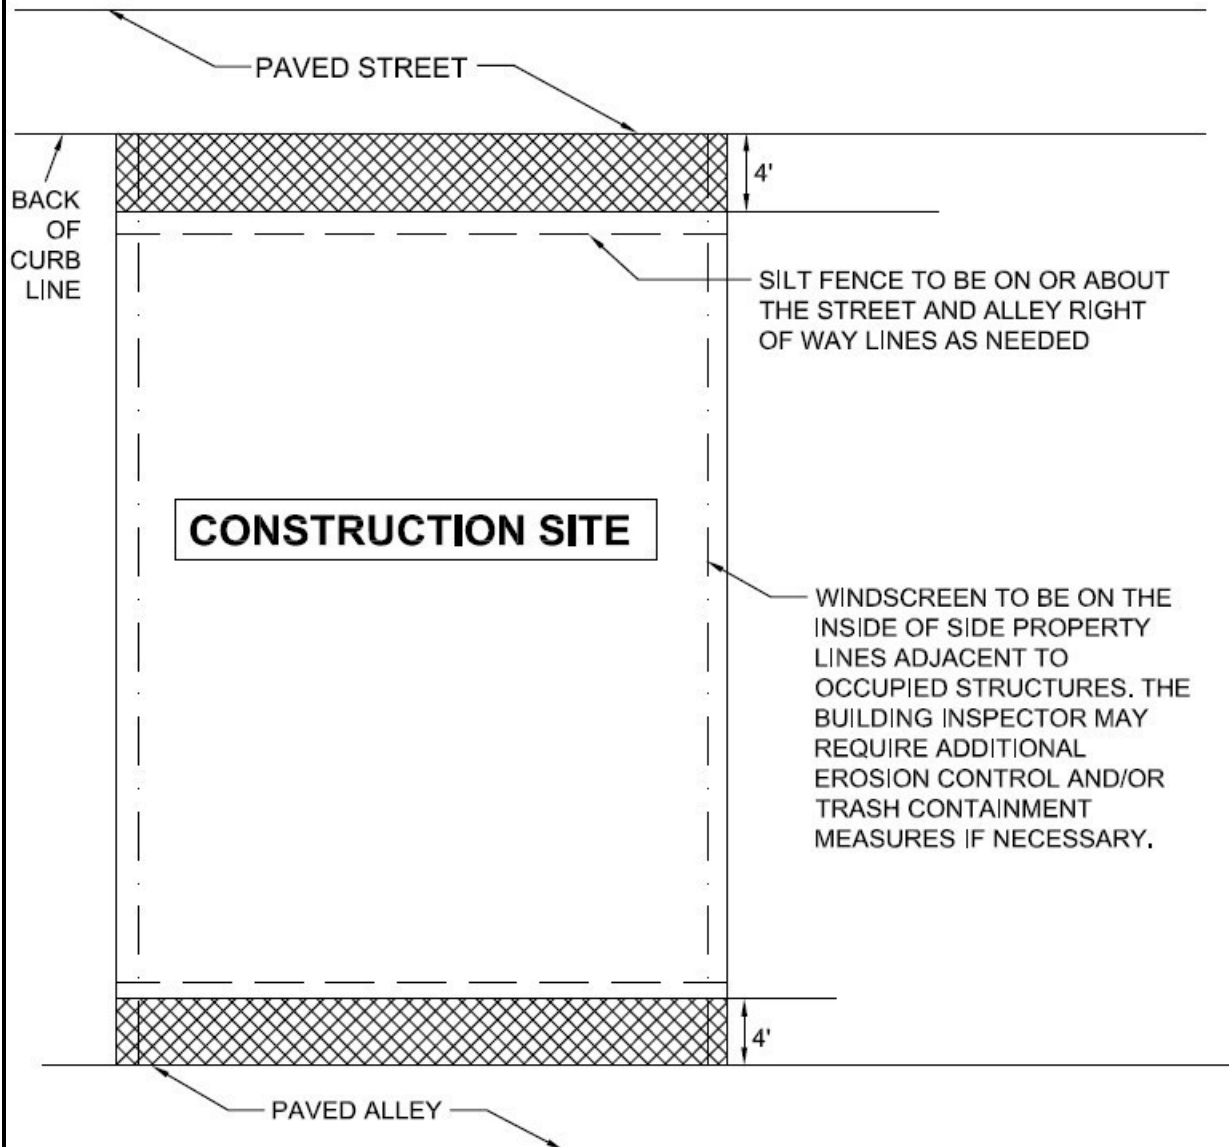 PAVED STREET
4'
BACK
OF
CURB
LINE
SILT FENCE TO BE ON OR ABOUT
THE STREET AND ALLEY RIGHT
OF WAY LINES AS NEEDED
CONSTRUCTION SITE
WINDSCREEN TO BE ON THE
INSIDE OF SIDE PROPERTY
LINES ADJACENT TO
OCCUPIED STRUCTURES. THE
BUILDING INSPECTOR MAY
REQUIRE ADDITIONAL
EROSION CONTROL AND/OR
TRASH CONTAINMENT
MEASURES IF NECESSARY.
4'
PAVED ALLEY